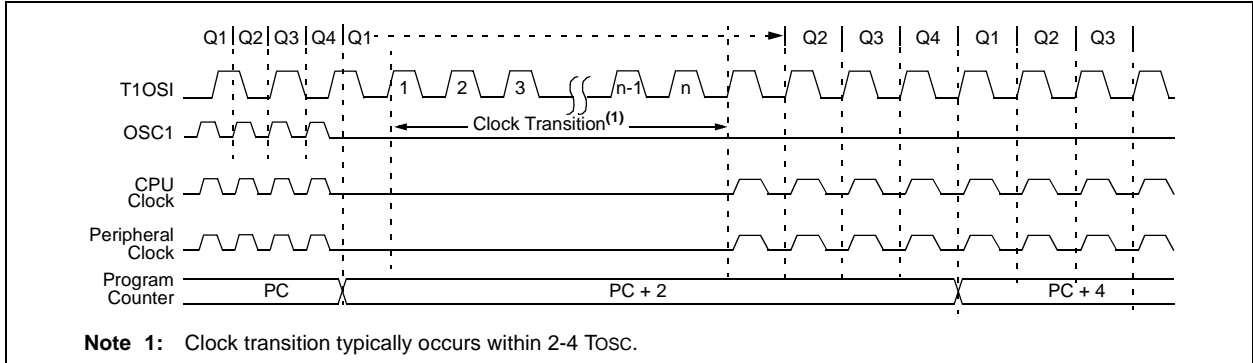 Q1 Q2 Q3 Q4 Q1 Q2 Q3 Q4 Q1 Q2 Q3
T1OSI 1 2 3 n-1 n
Clock Transition(1)
OSC1
CPU
Clock
Peripheral
Clock
Program
Counter
PC PC + 2 PC + 4
Note 1: Clock transition typically occurs within 2-4 TOSC.